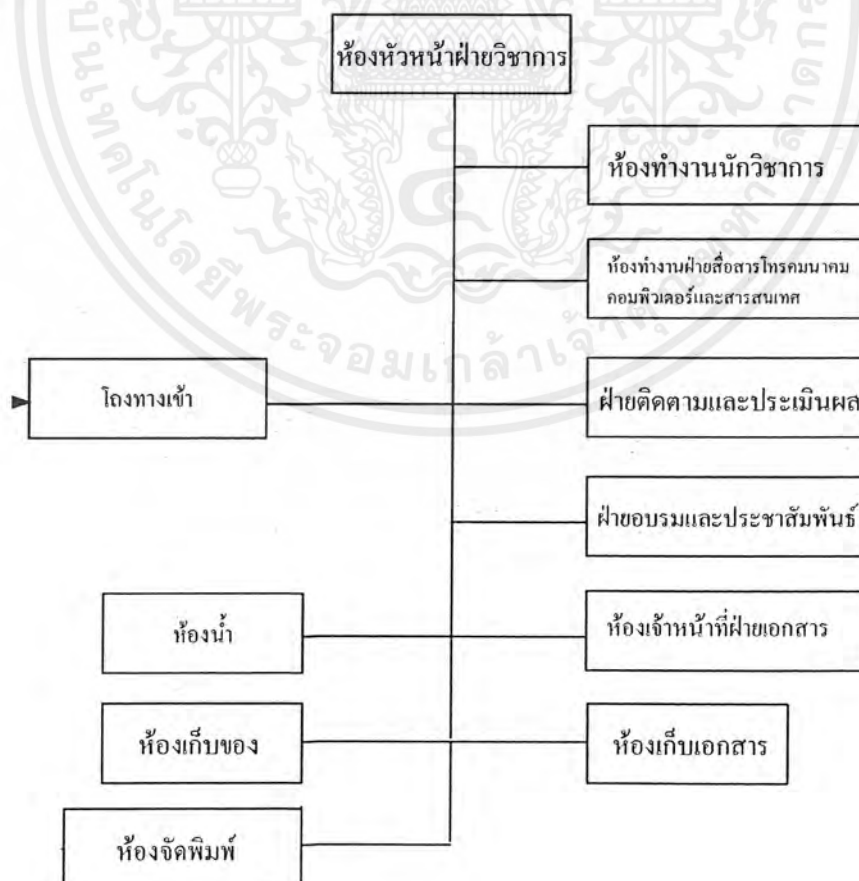 ห้องหัวหน้าฝ่ายวิชาการ
ห้องทำงานนักวิชาการ
ห้องทำงานฝ่ายสื่อสารโทรคมนาคม
คอมพิวเตอร์และสารสนเทศ
โถงทางเข้า
ฝ่ายติดตามและประเมินผล
ฝ่ายอบรมและประชาสัมพันธ์
ห้องน้ำ
ห้องเจ้าหน้าที่ฝ่ายเอกสาร
ห้องเก็บของ
ห้องเก็บเอกสาร
ห้องจัดพิมพ์